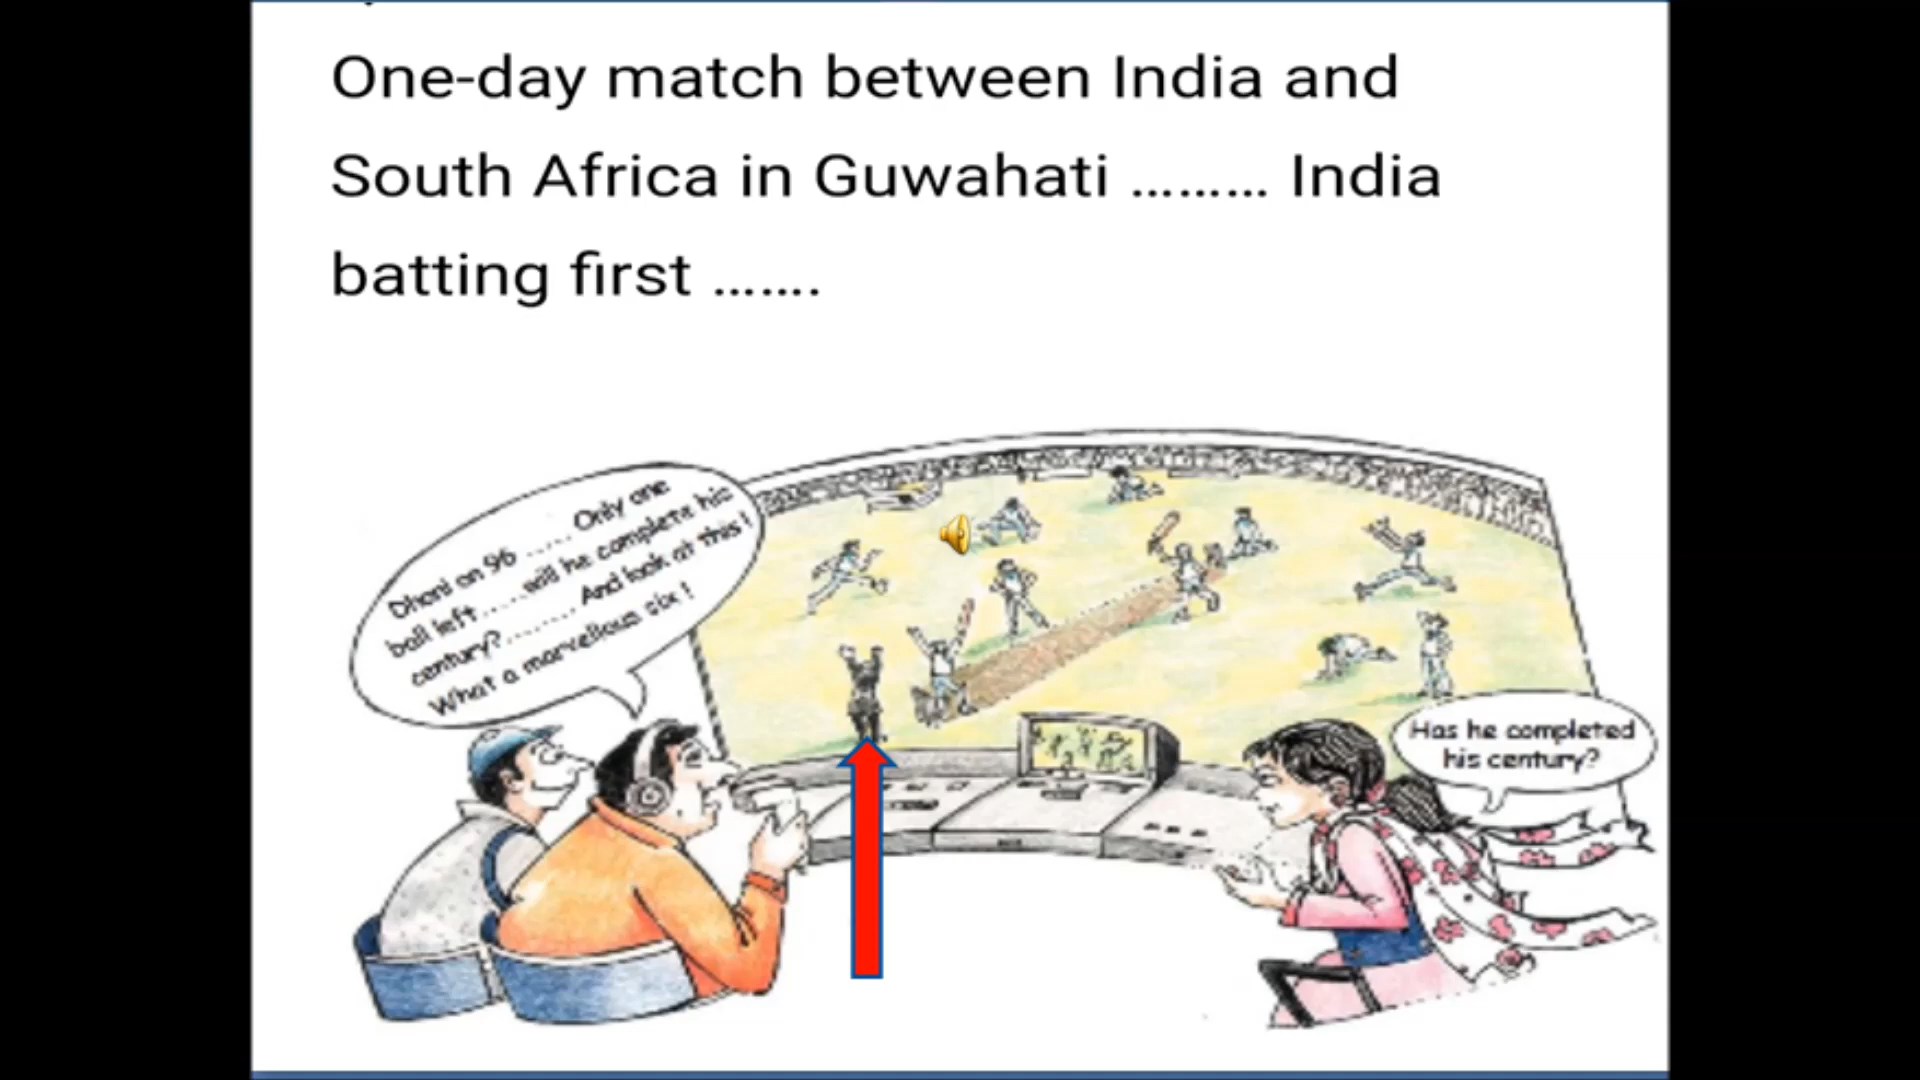 One-day match between India and
South Africa in Guwahati ......... India
batting first .......
Dhoni on 96 ...... Only one
ball left ......will he complete his
century?.......... And look at this !
What a marvellous six !
Has he completed
his century?